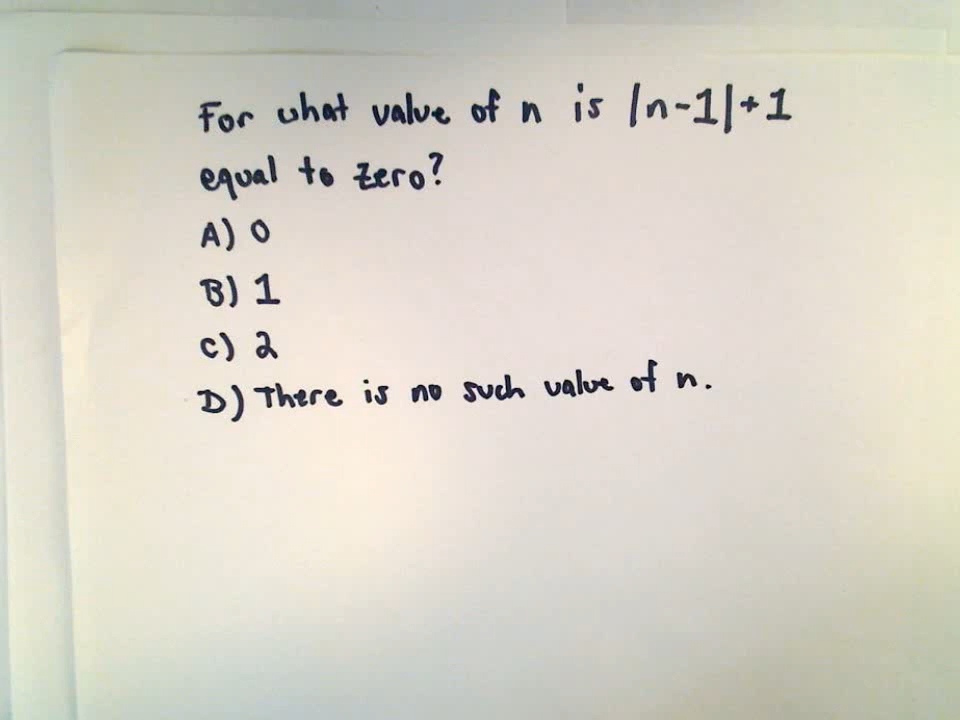 For what value of n is |n-1|+1
equal to zero?
A) 0
B) 1
C) 2
D) There is no such value of n.